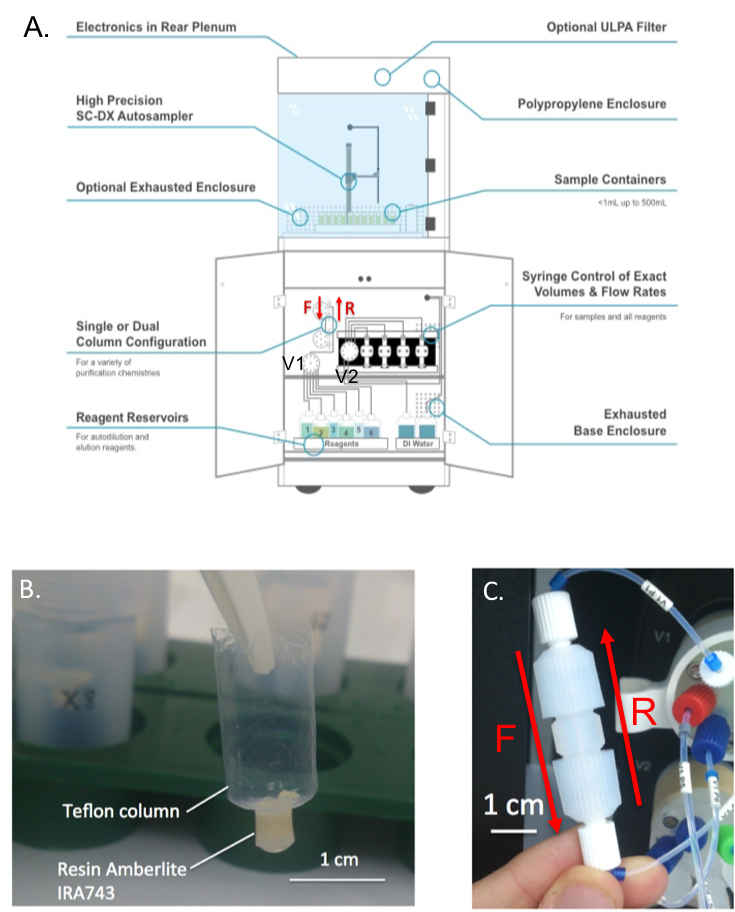 A.
Electronics in Rear Plenum
Optional ULPA Filter
High Precision
SC-DX Autosampler
Polypropylene Enclosure
Optional Exhausted Enclosure
Sample Containers
<1mL up to 500mL
Syringe Control of Exact
Volumes & Flow Rates
For samples and all reagents
F
R
Single or Dual
Column Configuration
For a variety of
purification chemistries
V1
V2
Reagent Reservoirs
For autodilution and
elution reagents.
1 2 3 4 5 6
Reagents
DI Water
Exhausted
Base Enclosure
B.
Teflon column
Resin Amberlite
IRA743
1 cm
C.
V1P1
V1
F
R
V2
1 cm